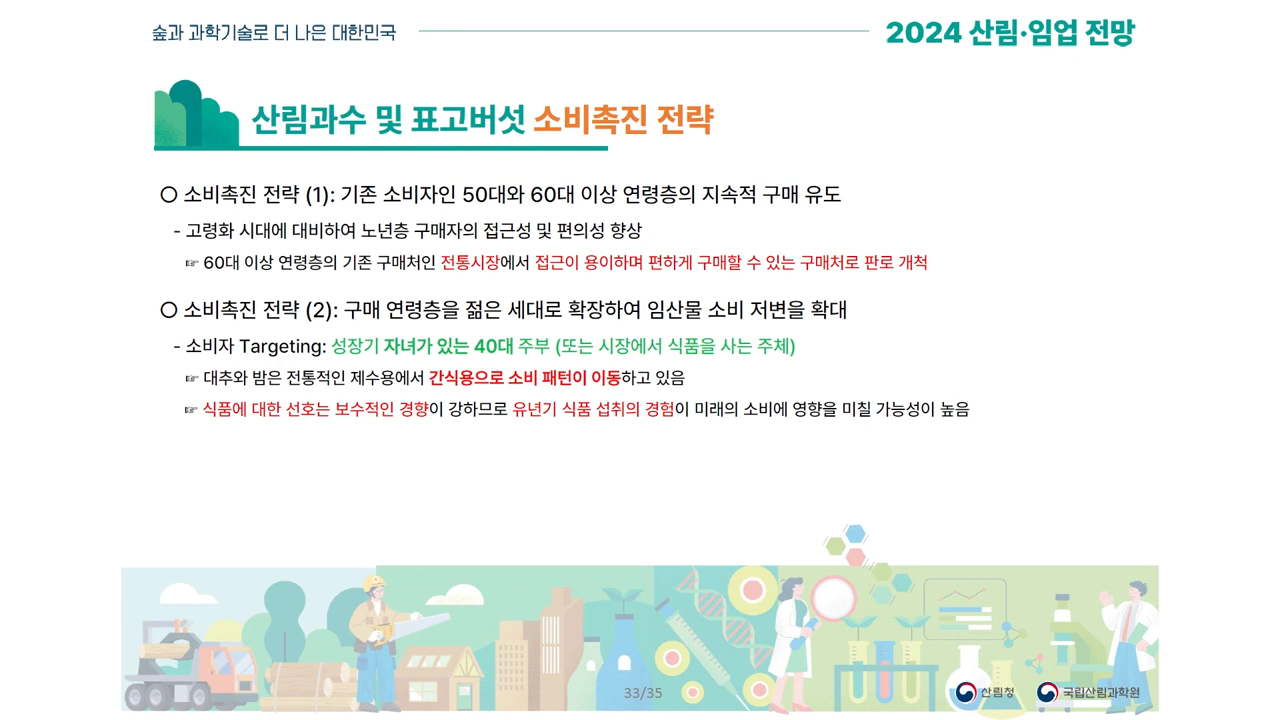 숲과 과학기술로 더 나은 대한민국
2024 산림·임업 전망
산림과수 및 표고버섯 소비촉진 전략
○ 소비촉진 전략 (1): 기존 소비자인 50대와 60대 이상 연령층의 지속적 구매 유도
- 고령화 시대에 대비하여 노년층 구매자의 접근성 및 편의성 향상
☞ 60대 이상 연령층의 기존 구매처인 전통시장에서 접근이 용이하며 편하게 구매할 수 있는 구매처로 판로 개척
○ 소비촉진 전략 (2): 구매 연령층을 젊은 세대로 확장하여 임산물 소비 저변을 확대
- 소비자 Targeting: 성장기 자녀가 있는 40대 주부 (또는 시장에서 식품을 사는 주체)
☞ 대추와 밤은 전통적인 제수용에서 간식용으로 소비 패턴이 이동하고 있음
☞ 식품에 대한 선호는 보수적인 경향이 강하므로 유년기 식품 섭취의 경험이 미래의 소비에 영향을 미칠 가능성이 높음
33/35
산림청
국립산림과학원